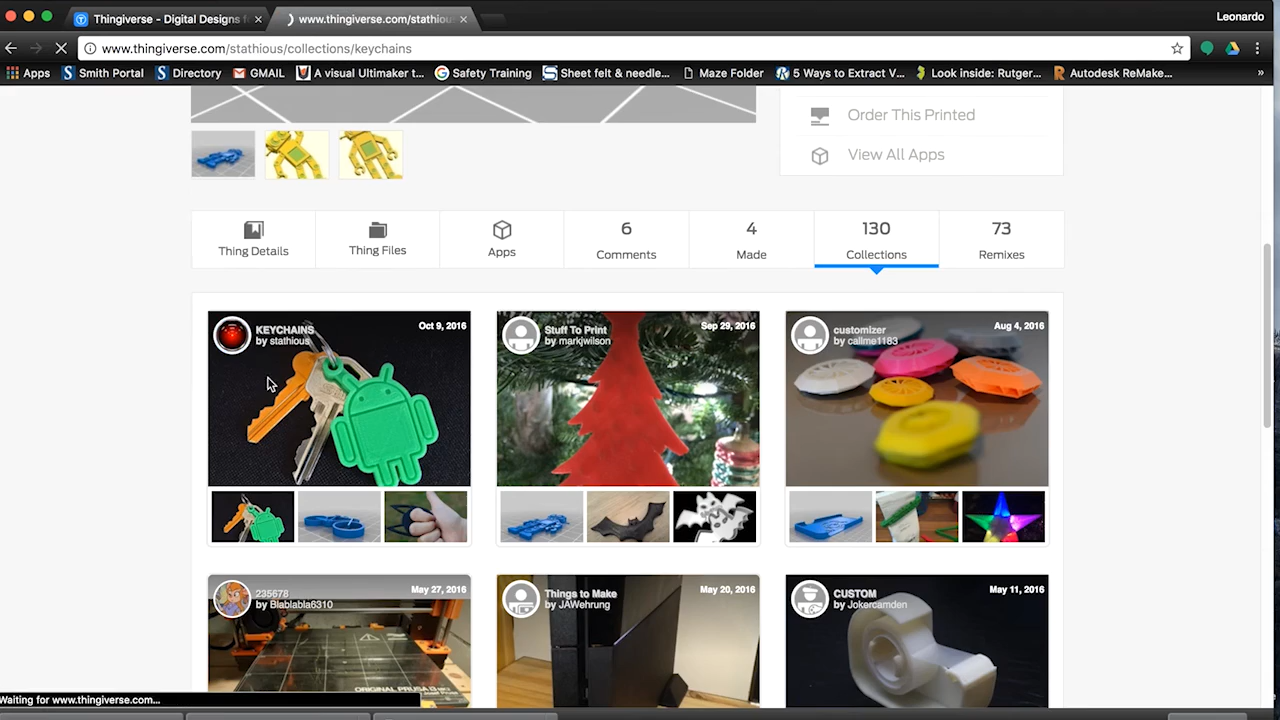 Thingiverse - Digital Designs f
www.thingiverse.com/stathious
Leonardo
www.thingiverse.com/stathious/collections/keychains
Apps
Smith Portal
Directory
GMAIL
A visual Ultimaker t...
Safety Training
Sheet felt & needle...
Maze Folder
5 Ways to Extract V...
Look inside: Rutger...
Autodesk ReMake...
»
Order This Printed
View All Apps
Thing Details
Thing Files
Apps
6
Comments
4
Made
130
Collections
73
Remixes
KEYCHAINS
by stathious
Oct 9, 2016
Stuff To Print
by markjwilson
Sep 29, 2016
customizer
by callme1183
Aug 4, 2016
235678
by Blablabla6310
May 27, 2016
Things to Make
by JAWehrung
May 20, 2016
CUSTOM
by Jokercamden
May 11, 2016
ORIGINAL PRUSA
Waiting for www.thingiverse.com...